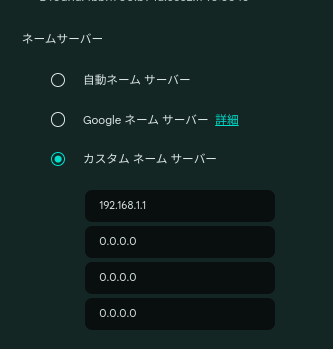 ネームサーバー
自動ネーム サーバー
Google ネーム サーバー 詳細
カスタム ネーム サーバー
192.168.1.1
0.0.0.0
0.0.0.0
0.0.0.0